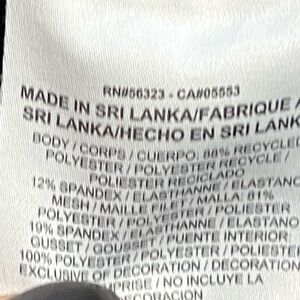 RN#56323 - CA#05553
MADE IN SRI LANKA/FABRIQUE
SRI LANKA/HECHO EN SRI LANK
BODY / CORPS / CUERPO: 88% RECYCLED
POLYESTER / POLYESTER RECYCLE /
POLIESTER RECICLADO
12% SPANDEX / ELASTHANNE / ELASTANO
MESH / MAILLE / MALLA: 81%
POLYESTER / POLYESTER / POLIESTER
19% SPANDEX / ELASTHANNE / ELASTANO
GUSSET / GOUSSET / PUENTE INTERIOR:
100% POLYESTER / POLYESTER / POLIESTER
EXCLUSIVE OF DECORATION / DECORATION
PRISE / NO INCLUYE LA
ECORACION